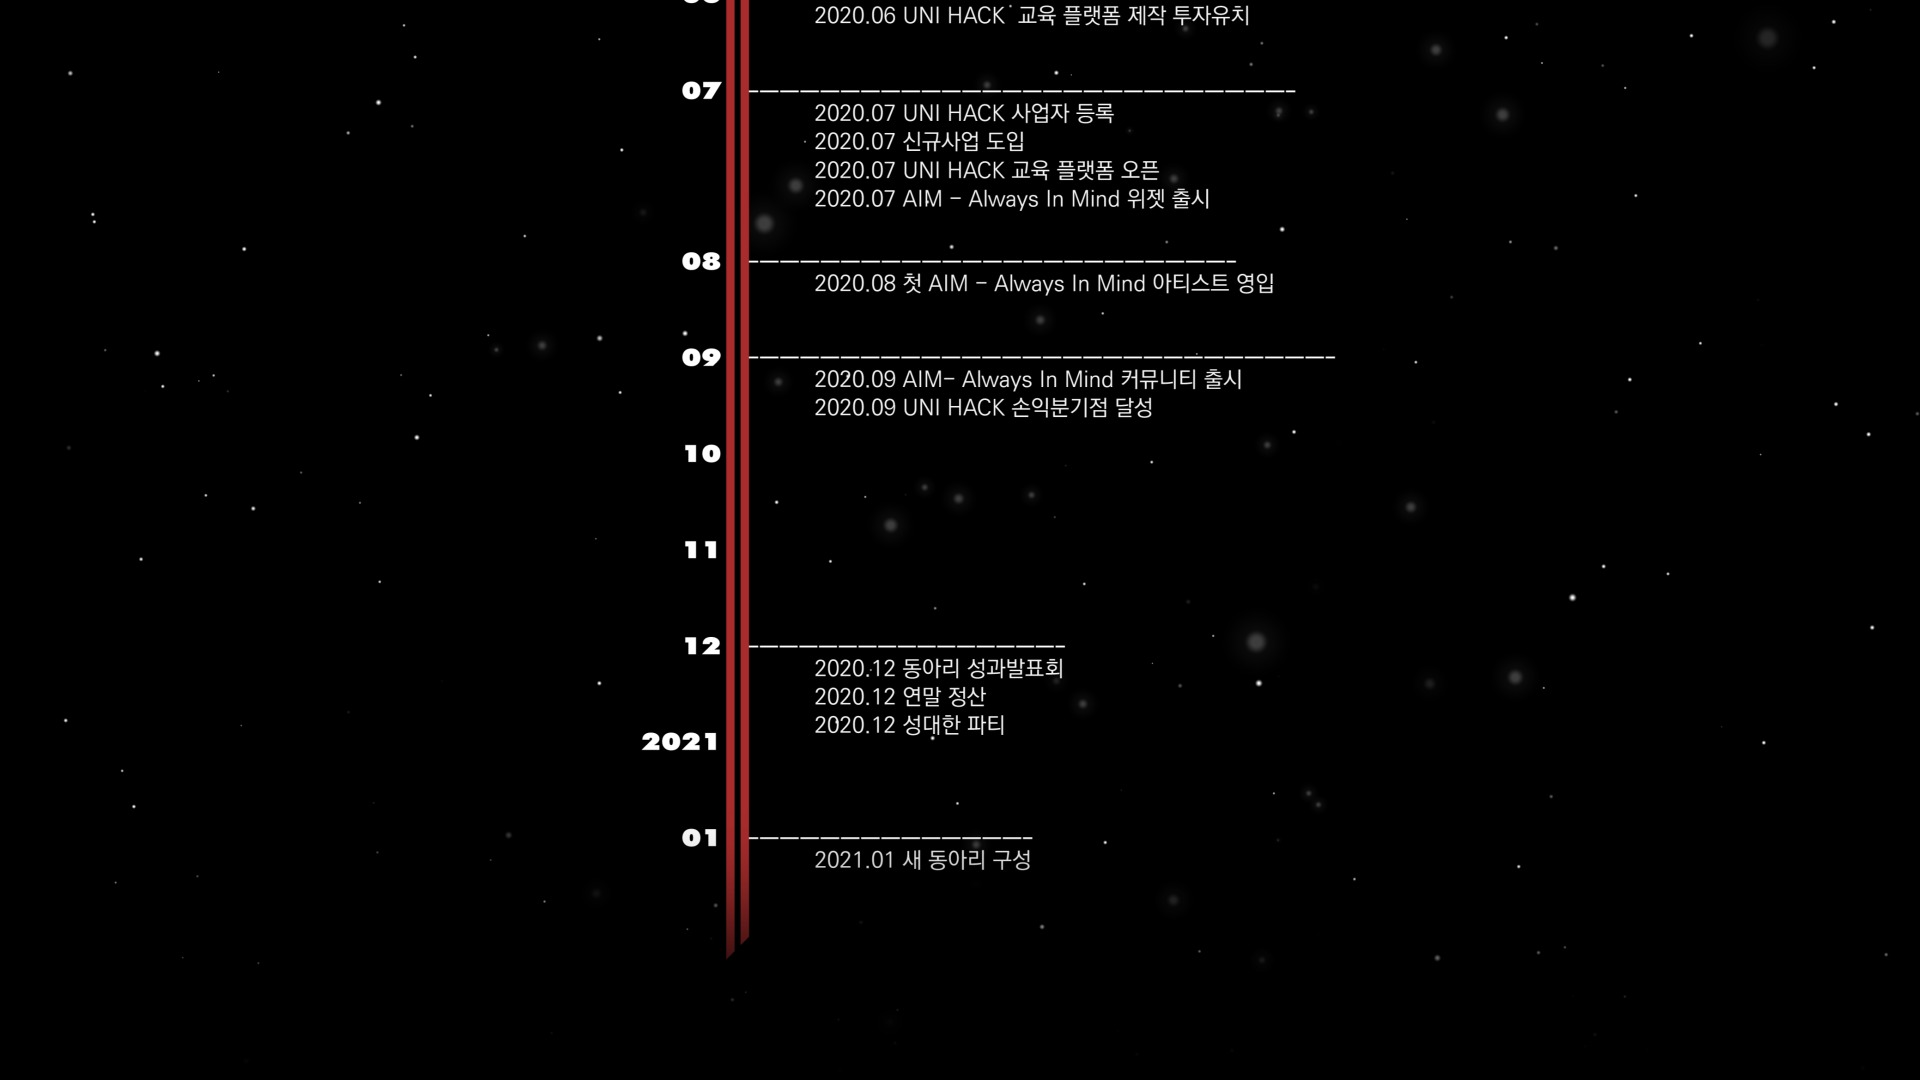 2020.06 UNI HACK 교육 플랫폼 제작 투자유치
07
2020.07 UNI HACK 사업자 등록
2020.07 신규사업 도입
2020.07 UNI HACK 교육 플랫폼 오픈
2020.07 AIM - Always In Mind 위젯 출시
08
2020.08 첫 AIM - Always In Mind 아티스트 영입
09
2020.09 AIM- Always In Mind 커뮤니티 출시
2020.09 UNI HACK 손익분기점 달성
10
11
12
2020.12 동아리 성과발표회
2020.12 연말 정산
2020.12 성대한 파티
2021
01
2021.01 새 동아리 구성